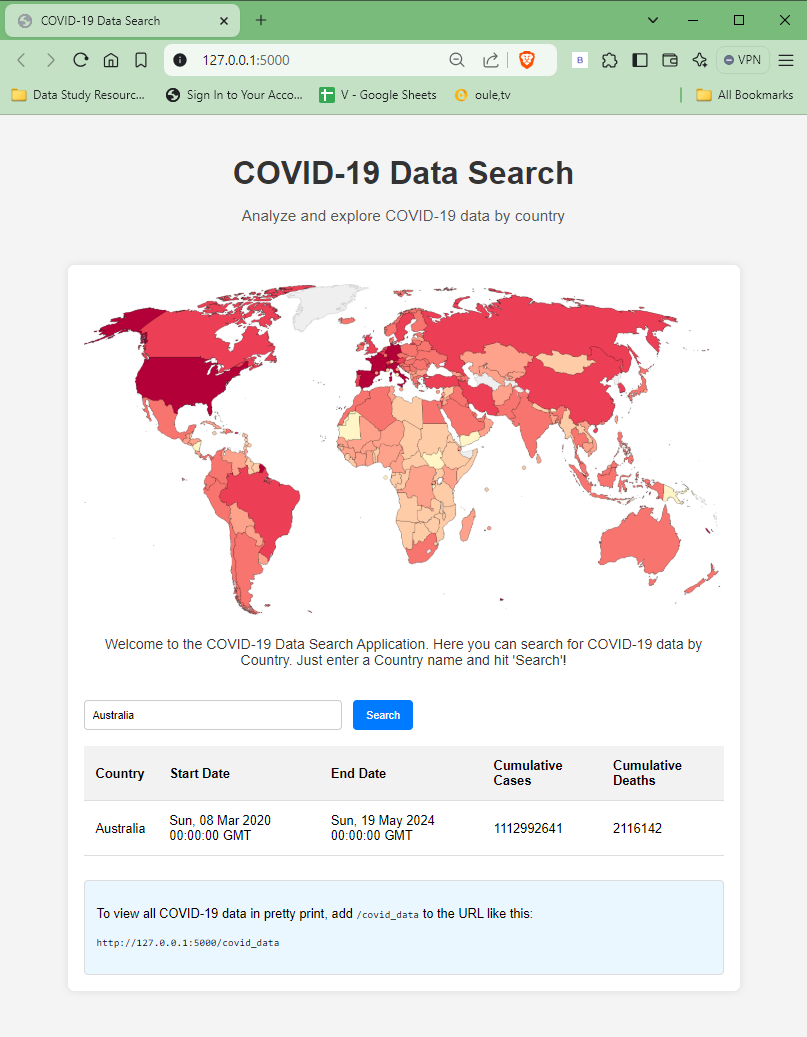 COVID-19 Data Search
127.0.0.1:5000
B
VPN
Data Study Resourc...
Sign In to Your Acco...
V - Google Sheets
oule,tv
All Bookmarks
COVID-19 Data Search
Analyze and explore COVID-19 data by country
Welcome to the COVID-19 Data Search Application. Here you can search for COVID-19 data by
Country. Just enter a Country name and hit 'Search'!
Australia
Search
Country Start Date End Date Cumulative Cases Cumulative Deaths
Australia Sun, 08 Mar 2020 00:00:00 GMT Sun, 19 May 2024 00:00:00 GMT 1112992641 2116142
To view all COVID-19 data in pretty print, add /covid_data to the URL like this:
http://127.0.0.1:5000/covid_data